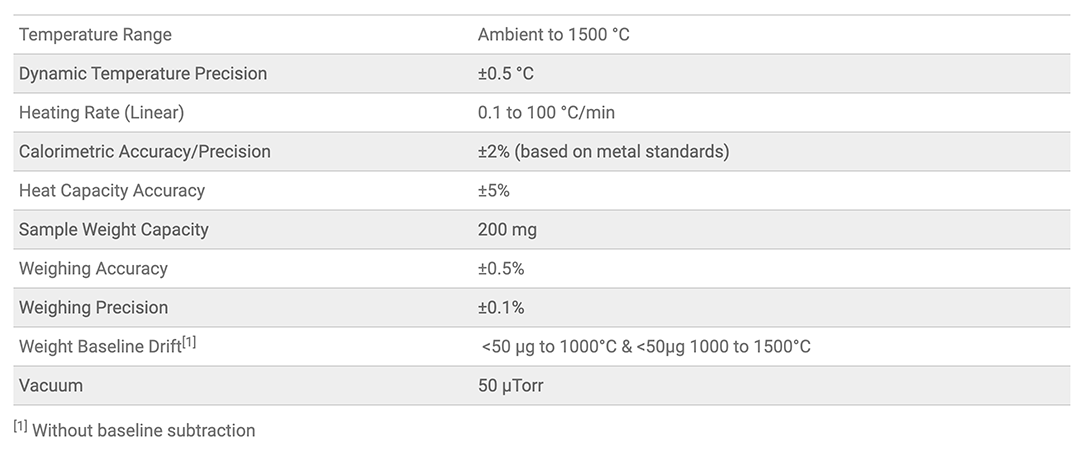 Temperature Range Ambient to 1500 °C
Dynamic Temperature Precision ±0.5 °C
Heating Rate (Linear) 0.1 to 100 °C/min
Calorimetric Accuracy/Precision ±2% (based on metal standards)
Heat Capacity Accuracy ±5%
Sample Weight Capacity 200 mg
Weighing Accuracy ±0.5%
Weighing Precision ±0.1%
Weight Baseline Drift[1] <50 µg to 1000°C & <50µg 1000 to 1500°C
Vacuum 50 µTorr
[1] Without baseline subtraction